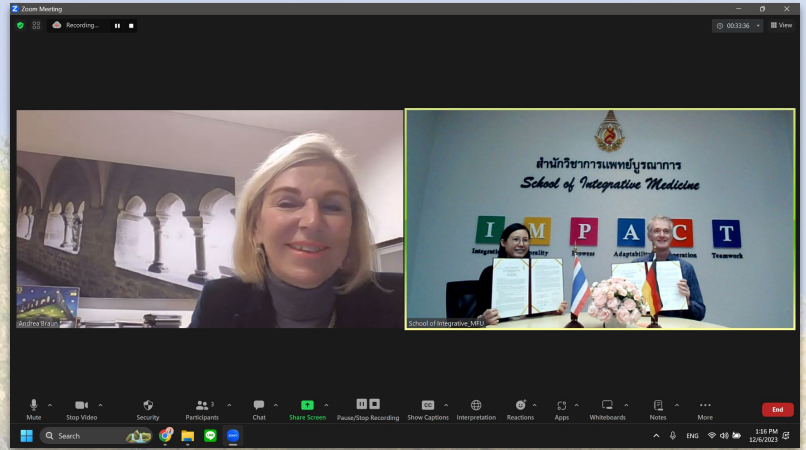 Zoom Meeting
Recording...
00:33:36
View
สำนักวิชาการแพทย์บูรณาการ
School of Integrative Medicine
I M P A C T
Prowess
Teamwork
Andrea Braun
School of Integrative_MFU
3
Mute
Stop Video
Security
Participants
Chat
Share Screen
Pause/Stop Recording
CC
Show Captions
Interpretation
Reactions
Apps
Whiteboards
Notes
More
End
Search
ENG
1:16 PM
12/6/2023